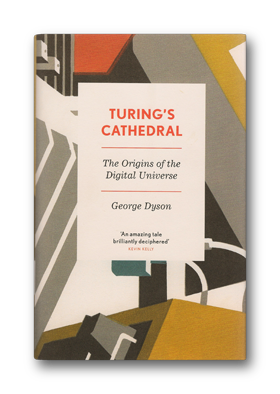 TURING'S
CATHEDRAL
The Origins of the
Digital Universe
George Dyson
'An amazing tale
brilliantly deciphered'
KEVIN KELLY